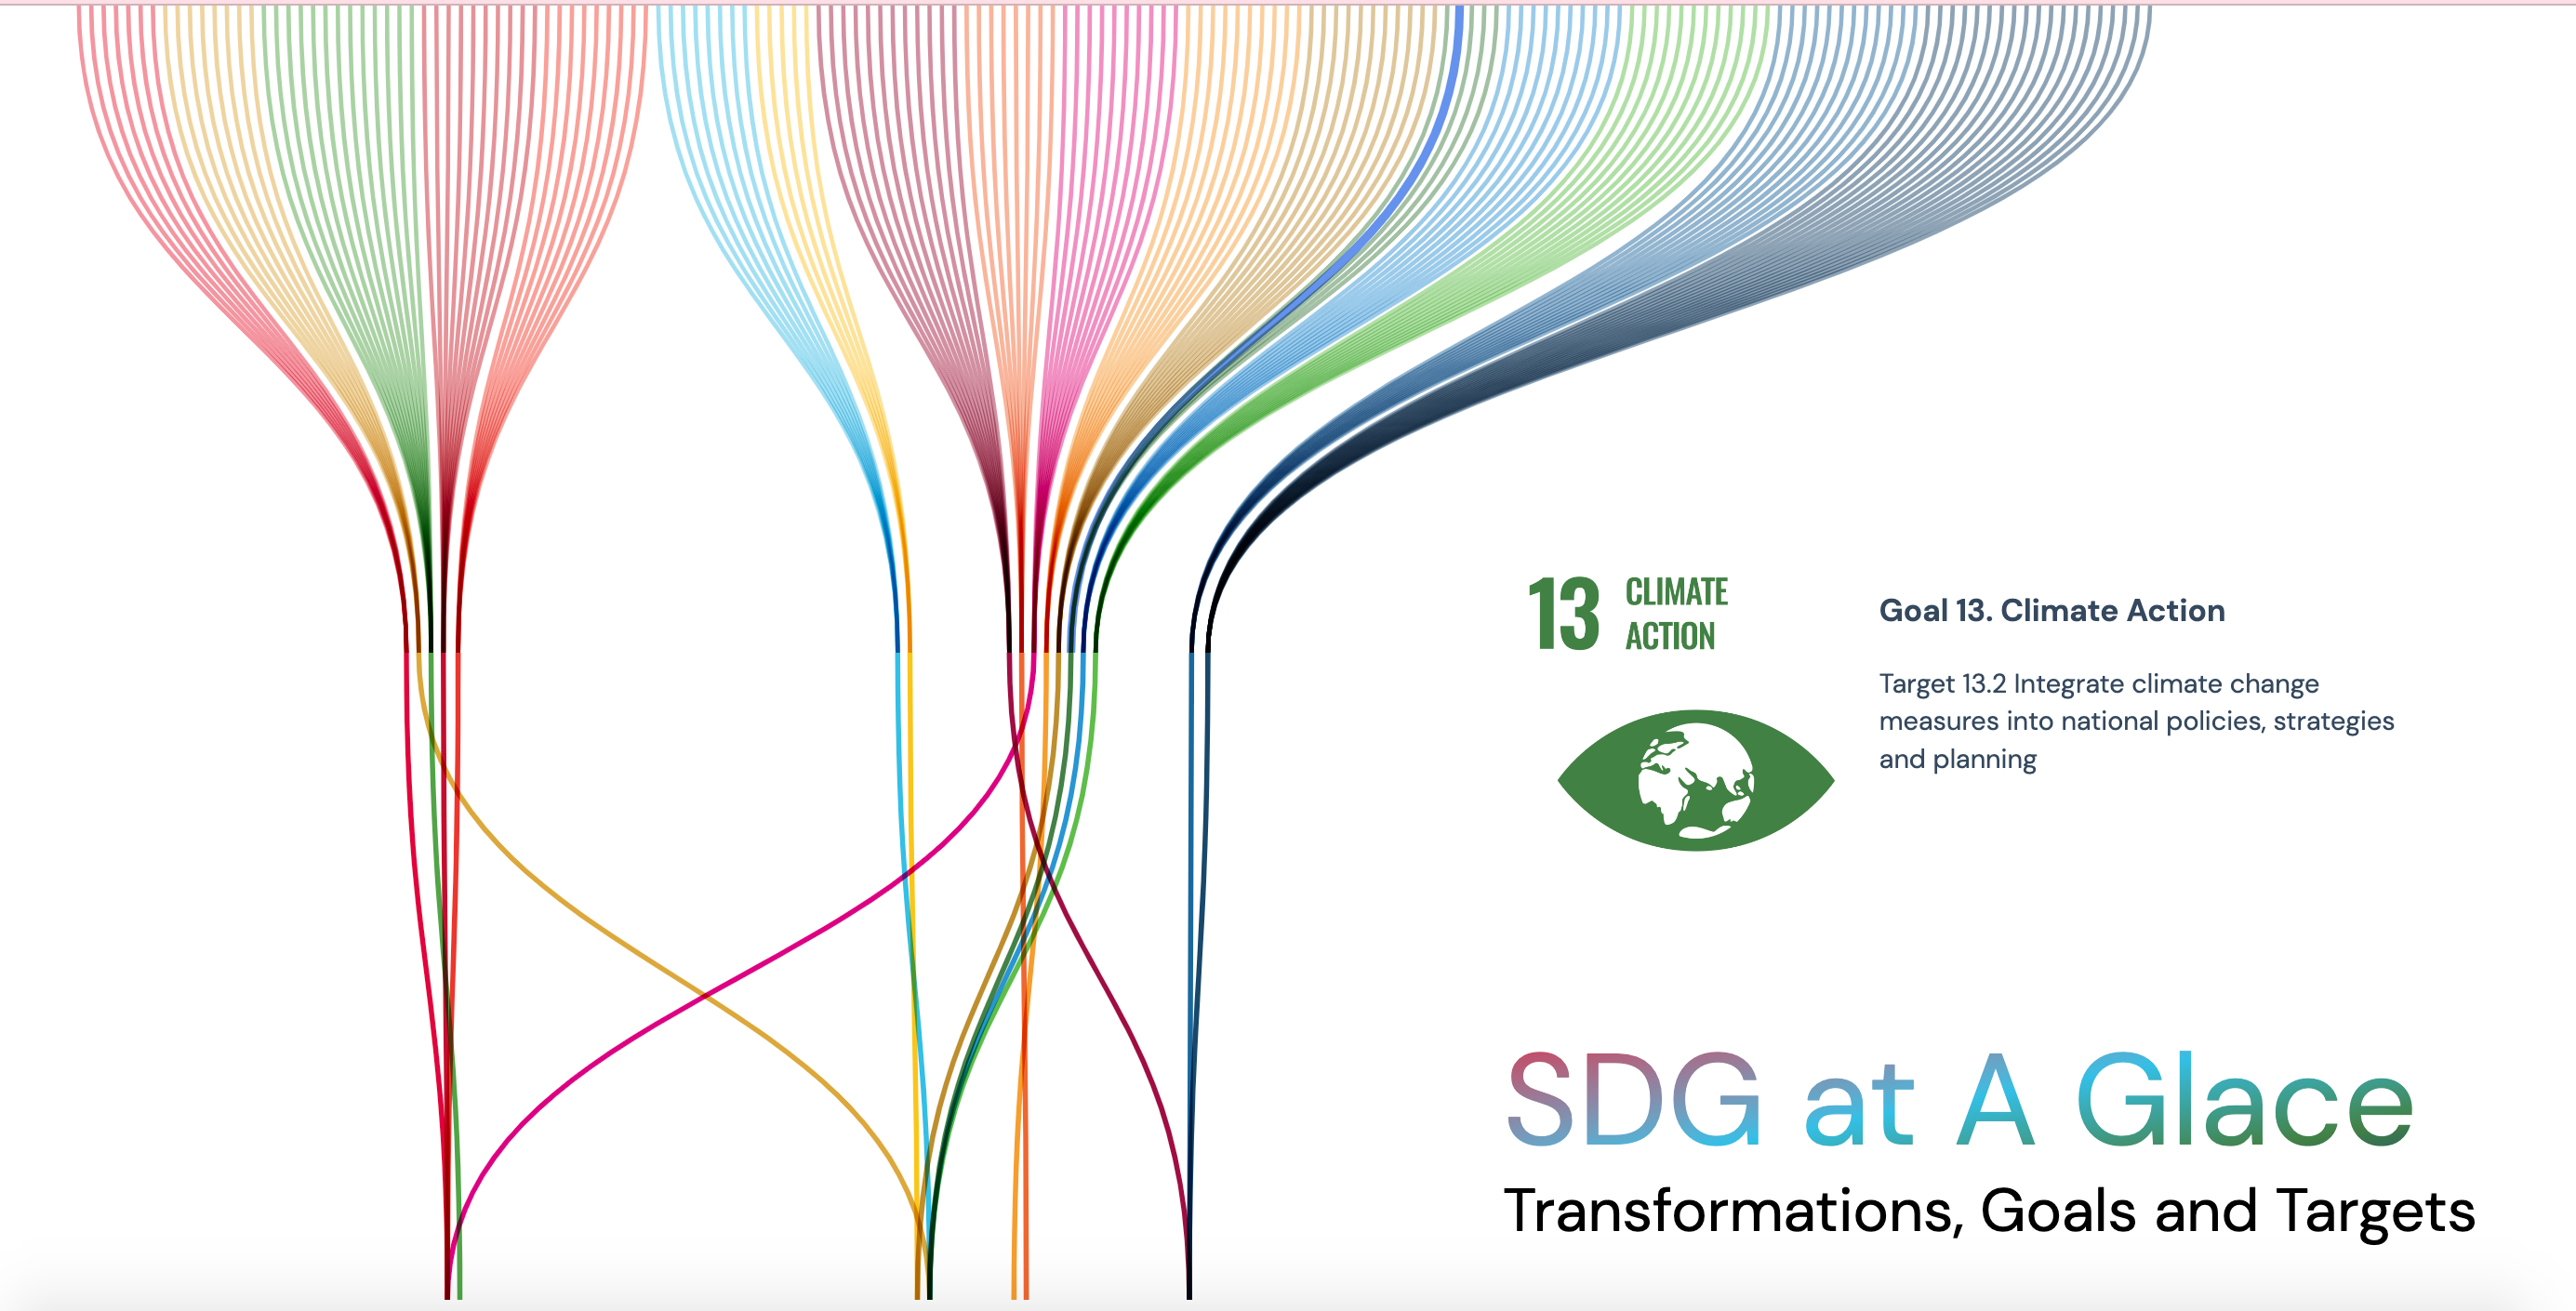 13 CLIMATE
ACTION
Goal 13. Climate Action
Target 13.2 Integrate climate change
measures into national policies, strategies
and planning
SDG at A Glace
Transformations, Goals and Targets